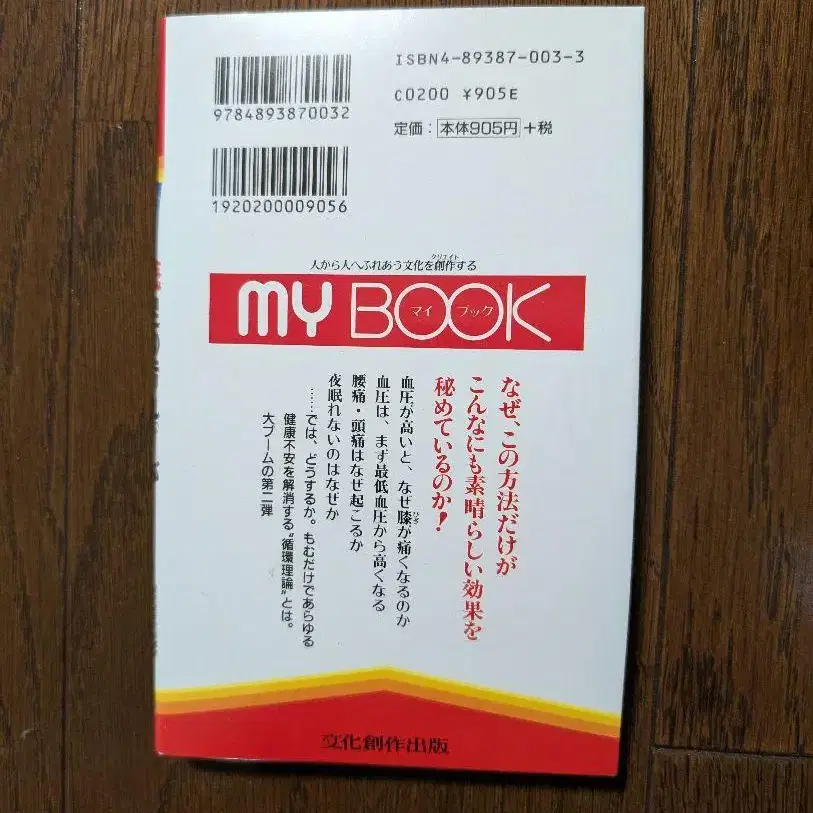 ISBN4-89387-003-3
9784893870032
C0200 ¥905E
定価：本体905円+税
1920200009056
人から人へふれあう文化を創作する
クリエイト
MY BOOK
マイ ブック
なぜ、この方法だけが
こんなにも素晴らしい効果を
秘めているのか!
血圧が高いと、なぜ膝が痛くなるのか
ひざ
血圧は、まず最低血圧から高くなる
腰痛・頭痛はなぜ起こるか
夜眠れないのはなぜか
……では、どうするか。もむだけであらゆる
健康不安を解消する“循環理論”とは。
大ブームの第二弾
文化創作出版